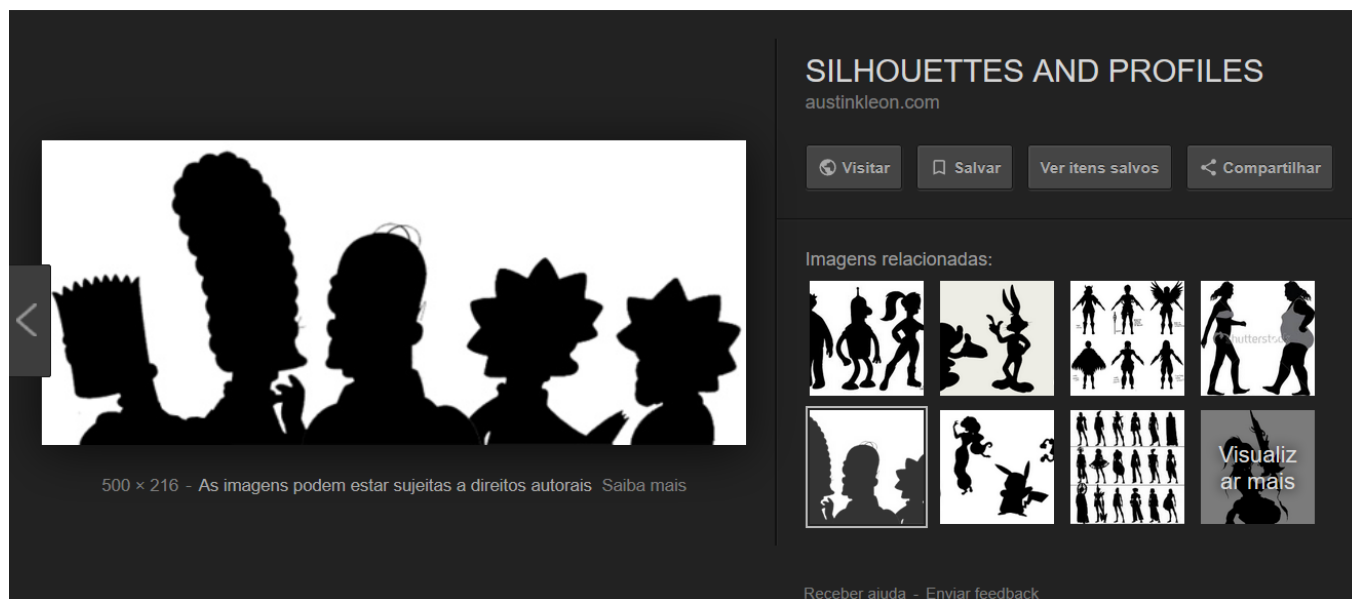 SILHOUETTES AND PROFILES
austinkleon.com
Visitar
Salvar
Ver itens salvos
Compartilhar
500 × 216 - As imagens podem estar sujeitas a direitos autorais Saiba mais
Imagens relacionadas:
Visualiz
ar mais
Receber ajuda - Enviar feedback